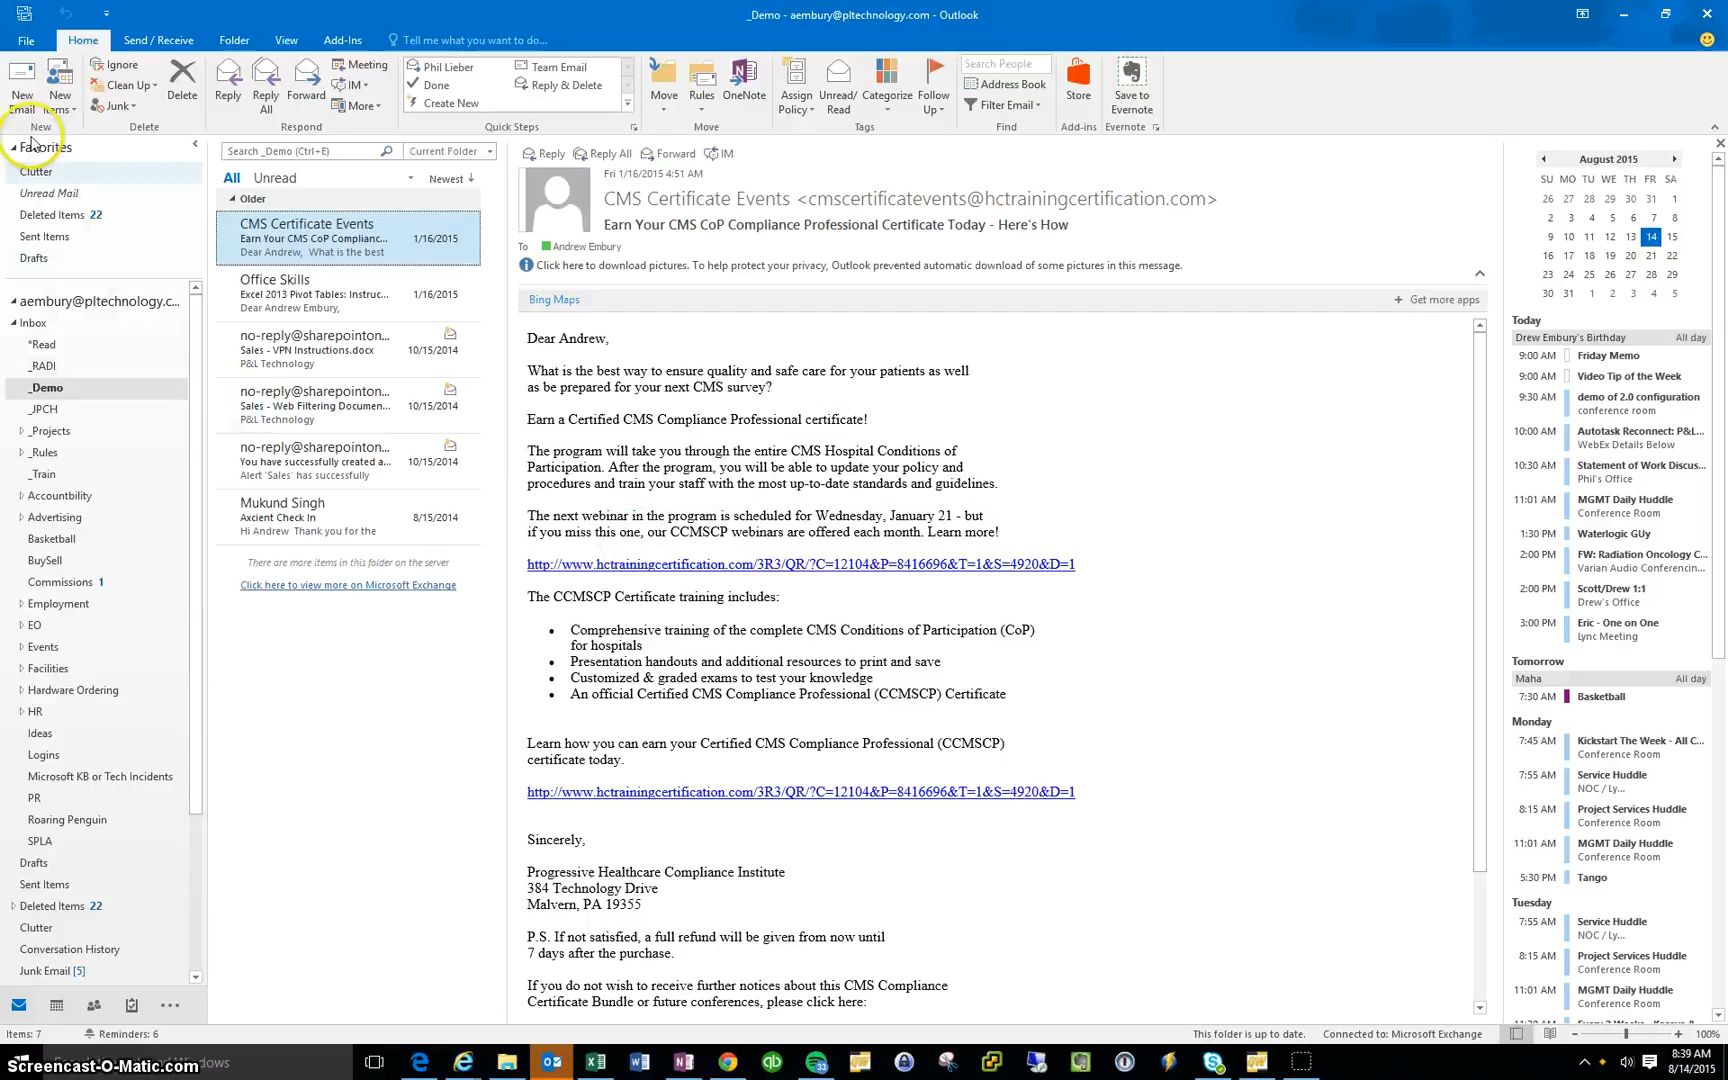 _Demo - aembury@pltechnology.com - Outlook
File Home Send / Receive Folder View Add-Ins Tell me what you want to do...
New Email
New Items
New
Ignore
Clean Up
Junk
Delete
Delete
Reply
Reply All
Forward
Meeting
IM
More
Respond
Phil Lieber
Done
Create New
Team Email
Reply & Delete
Quick Steps
Move
Rules
OneNote
Move
Assign Policy
Unread/ Read
Categorize
Follow Up
Tags
Search People
Address Book
Filter Email
Find
Store
Add-ins
Save to Evernote
Evernote
Favorites
Clutter
Unread Mail
Deleted Items 22
Sent Items
Drafts
aembury@pltechnology.c...
Inbox
*Read
_RADI
_Demo
_JPCH
_Projects
_Rules
_Train
Accountbility
Advertising
Basketball
BuySell
Commissions 1
Employment
EO
Events
Facilities
Hardware Ordering
HR
Ideas
Logins
Microsoft KB or Tech Incidents
PR
Roaring Penguin
SPLA
Drafts
Sent Items
Deleted Items 22
Clutter
Conversation History
Junk Email [5]
Search _Demo (Ctrl+E) Current Folder
All Unread Newest
Older
CMS Certificate Events
Earn Your CMS CoP Complianc... 1/16/2015
Dear Andrew, What is the best
Office Skills
Excel 2013 Pivot Tables: Instruc... 1/16/2015
Dear Andrew Embury,
no-reply@sharepointon...
Sales - VPN Instructions.docx 10/15/2014
P&L Technology
no-reply@sharepointon...
Sales - Web Filtering Documen... 10/15/2014
P&L Technology
no-reply@sharepointon...
You have successfully created a... 10/15/2014
Alert 'Sales' has successfully
Mukund Singh
Axcient Check In 8/15/2014
Hi Andrew Thank you for the
There are more items in this folder on the server
Click here to view more on Microsoft Exchange
Reply Reply All Forward IM
Fri 1/16/2015 4:51 AM
CMS Certificate Events <cmscertificatevents@hctrainingcertification.com>
Earn Your CMS CoP Compliance Professional Certificate Today - Here's How
To Andrew Embury
Click here to download pictures. To help protect your privacy, Outlook prevented automatic download of some pictures in this message.
Bing Maps + Get more apps
Dear Andrew,
What is the best way to ensure quality and safe care for your patients as well
as be prepared for your next CMS survey?
Earn a Certified CMS Compliance Professional certificate!
The program will take you through the entire CMS Hospital Conditions of
Participation. After the program, you will be able to update your policy and
procedures and train your staff with the most up-to-date standards and guidelines.
The next webinar in the program is scheduled for Wednesday, January 21 - but
if you miss this one, our CCMSCP webinars are offered each month. Learn more!
http://www.hctrainingcertification.com/3R3/QR/?C=12104&P=8416696&T=1&S=4920&D=1
The CCMSCP Certificate training includes:
• Comprehensive training of the complete CMS Conditions of Participation (CoP)
for hospitals
• Presentation handouts and additional resources to print and save
• Customized & graded exams to test your knowledge
• An official Certified CMS Compliance Professional (CCMSCP) Certificate
Learn how you can earn your Certified CMS Compliance Professional (CCMSCP)
certificate today.
http://www.hctrainingcertification.com/3R3/QR/?C=12104&P=8416696&T=1&S=4920&D=1
Sincerely,
Progressive Healthcare Compliance Institute
384 Technology Drive
Malvern, PA 19355
P.S. If not satisfied, a full refund will be given from now until
7 days after the purchase.
If you do not wish to receive further notices about this CMS Compliance
Certificate Bundle or future conferences, please click here:
August 2015
SU MO TU WE TH FR SA
26 27 28 29 30 31 1
2 3 4 5 6 7 8
9 10 11 12 13 14 15
16 17 18 19 20 21 22
23 24 25 26 27 28 29
30 31 1 2 3 4 5
Today
Drew Embury's Birthday All day
9:00 AM Friday Memo
9:00 AM Video Tip of the Week
9:30 AM demo of 2.0 configuration
conference room
10:00 AM Autotask Reconnect: P&L...
WebEx Details Below
10:30 AM Statement of Work Discus...
Phil's Office
11:01 AM MGMT Daily Huddle
Conference Room
1:30 PM Waterlogic GUy
2:00 PM FW: Radiation Oncology C...
Varian Audio Conferencin...
2:00 PM Scott/Drew 1:1
Drew's Office
3:00 PM Eric - One on One
Lync Meeting
Tomorrow
Maha All day
7:30 AM Basketball
Monday
7:45 AM Kickstart The Week - All C...
Conference Room
7:55 AM Service Huddle
NOC / Ly...
8:15 AM Project Services Huddle
Conference Room
11:01 AM MGMT Daily Huddle
Conference Room
5:30 PM Tango
Tuesday
7:55 AM Service Huddle
NOC / Ly...
8:15 AM Project Services Huddle
Conference Room
11:01 AM MGMT Daily Huddle
Conference Room
Items: 7 Reminders: 6 This folder is up to date. Connected to: Microsoft Exchange 100%
Screencast-O-Matic.com
Windows
33
8:39 AM
8/14/2015